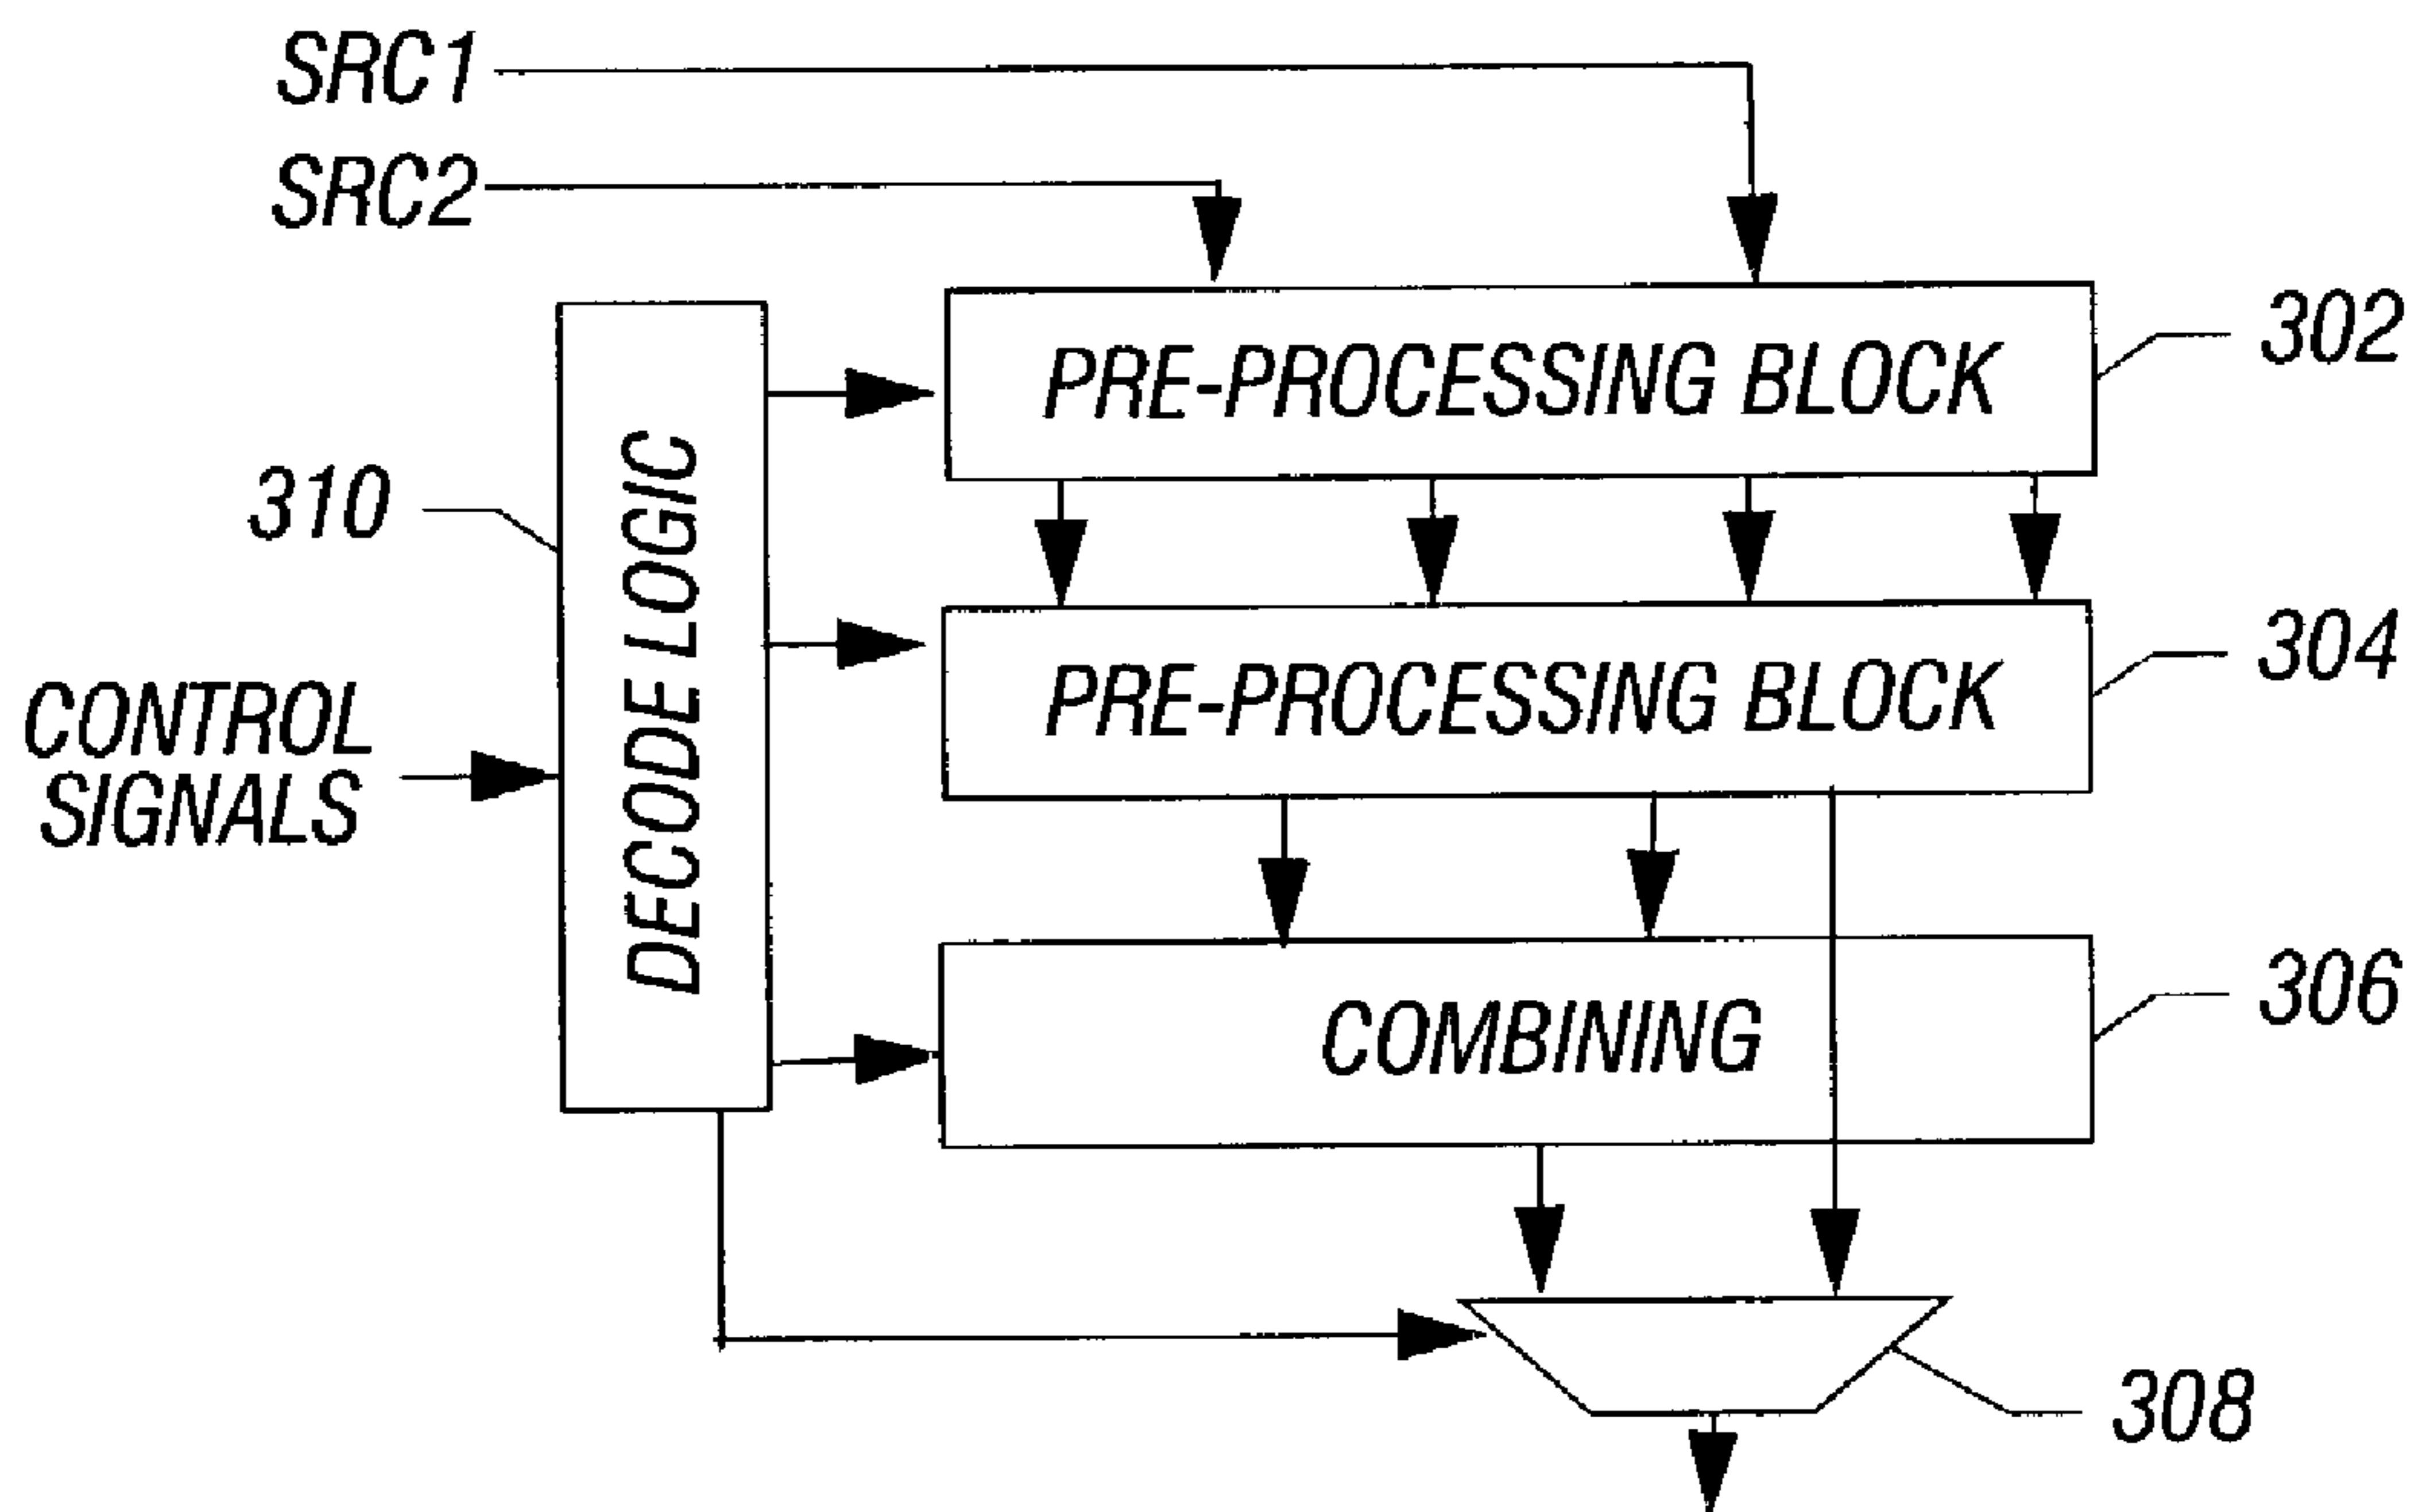 SRC1
SRC2
PRE-PROCESSING BLOCK
302
310
DECODE LOGIC
PRE-PROCESSING BLOCK
304
CONTROL
SIGNALS
COMBINING
306
308